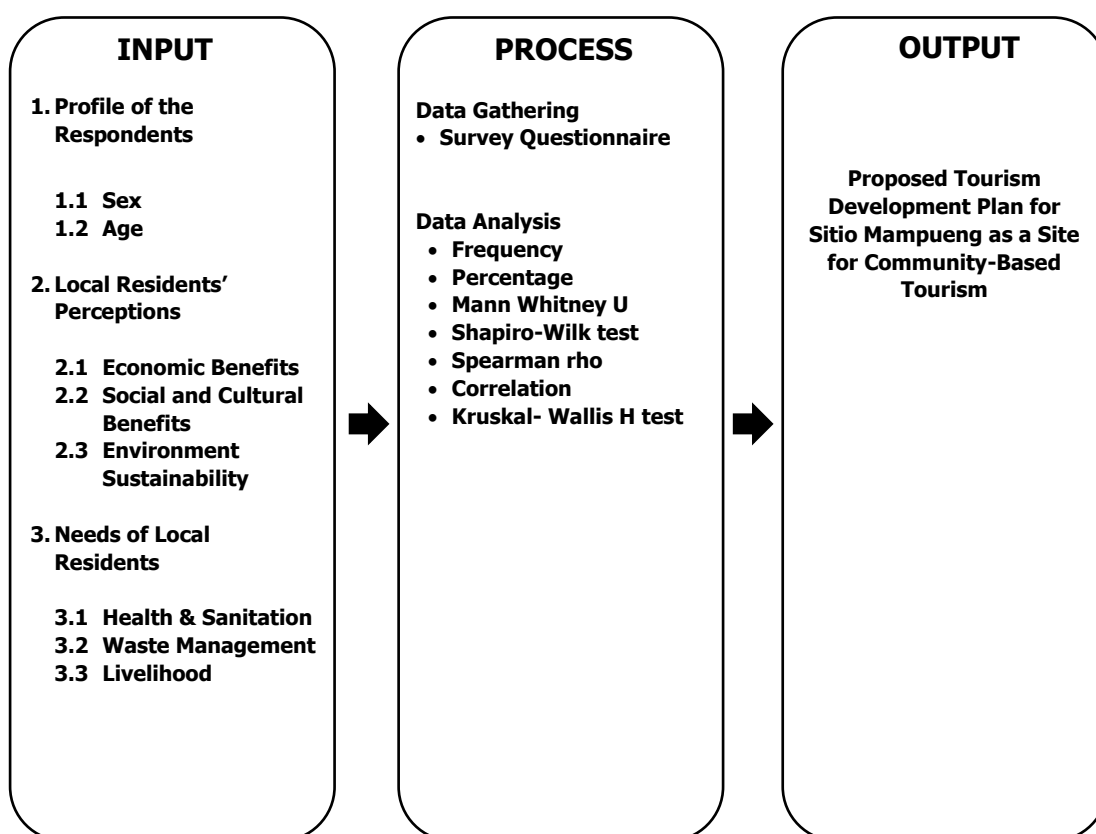 INPUT
1. Profile of the
Respondents
1.1 Sex
1.2 Age
2. Local Residents’
Perceptions
2.1 Economic Benefits
2.2 Social and Cultural
Benefits
2.3 Environment
Sustainability
3. Needs of Local
Residents
3.1 Health & Sanitation
3.2 Waste Management
3.3 Livelihood
PROCESS
Data Gathering
• Survey Questionnaire
Data Analysis
• Frequency
• Percentage
• Mann Whitney U
• Shapiro-Wilk test
• Spearman rho
• Correlation
• Kruskal- Wallis H test
OUTPUT
Proposed Tourism
Development Plan for
Sitio Mampueng as a Site
for Community-Based
Tourism